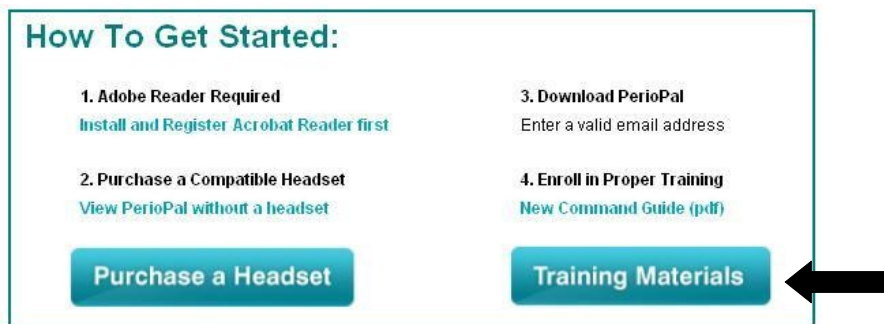 How To Get Started:
1. Adobe Reader Required
Install and Register Acrobat Reader first
2. Purchase a Compatible Headset
View PerioPal without a headset
Purchase a Headset
3. Download PerioPal
Enter a valid email address
4. Enroll in Proper Training
New Command Guide (pdf)
Training Materials